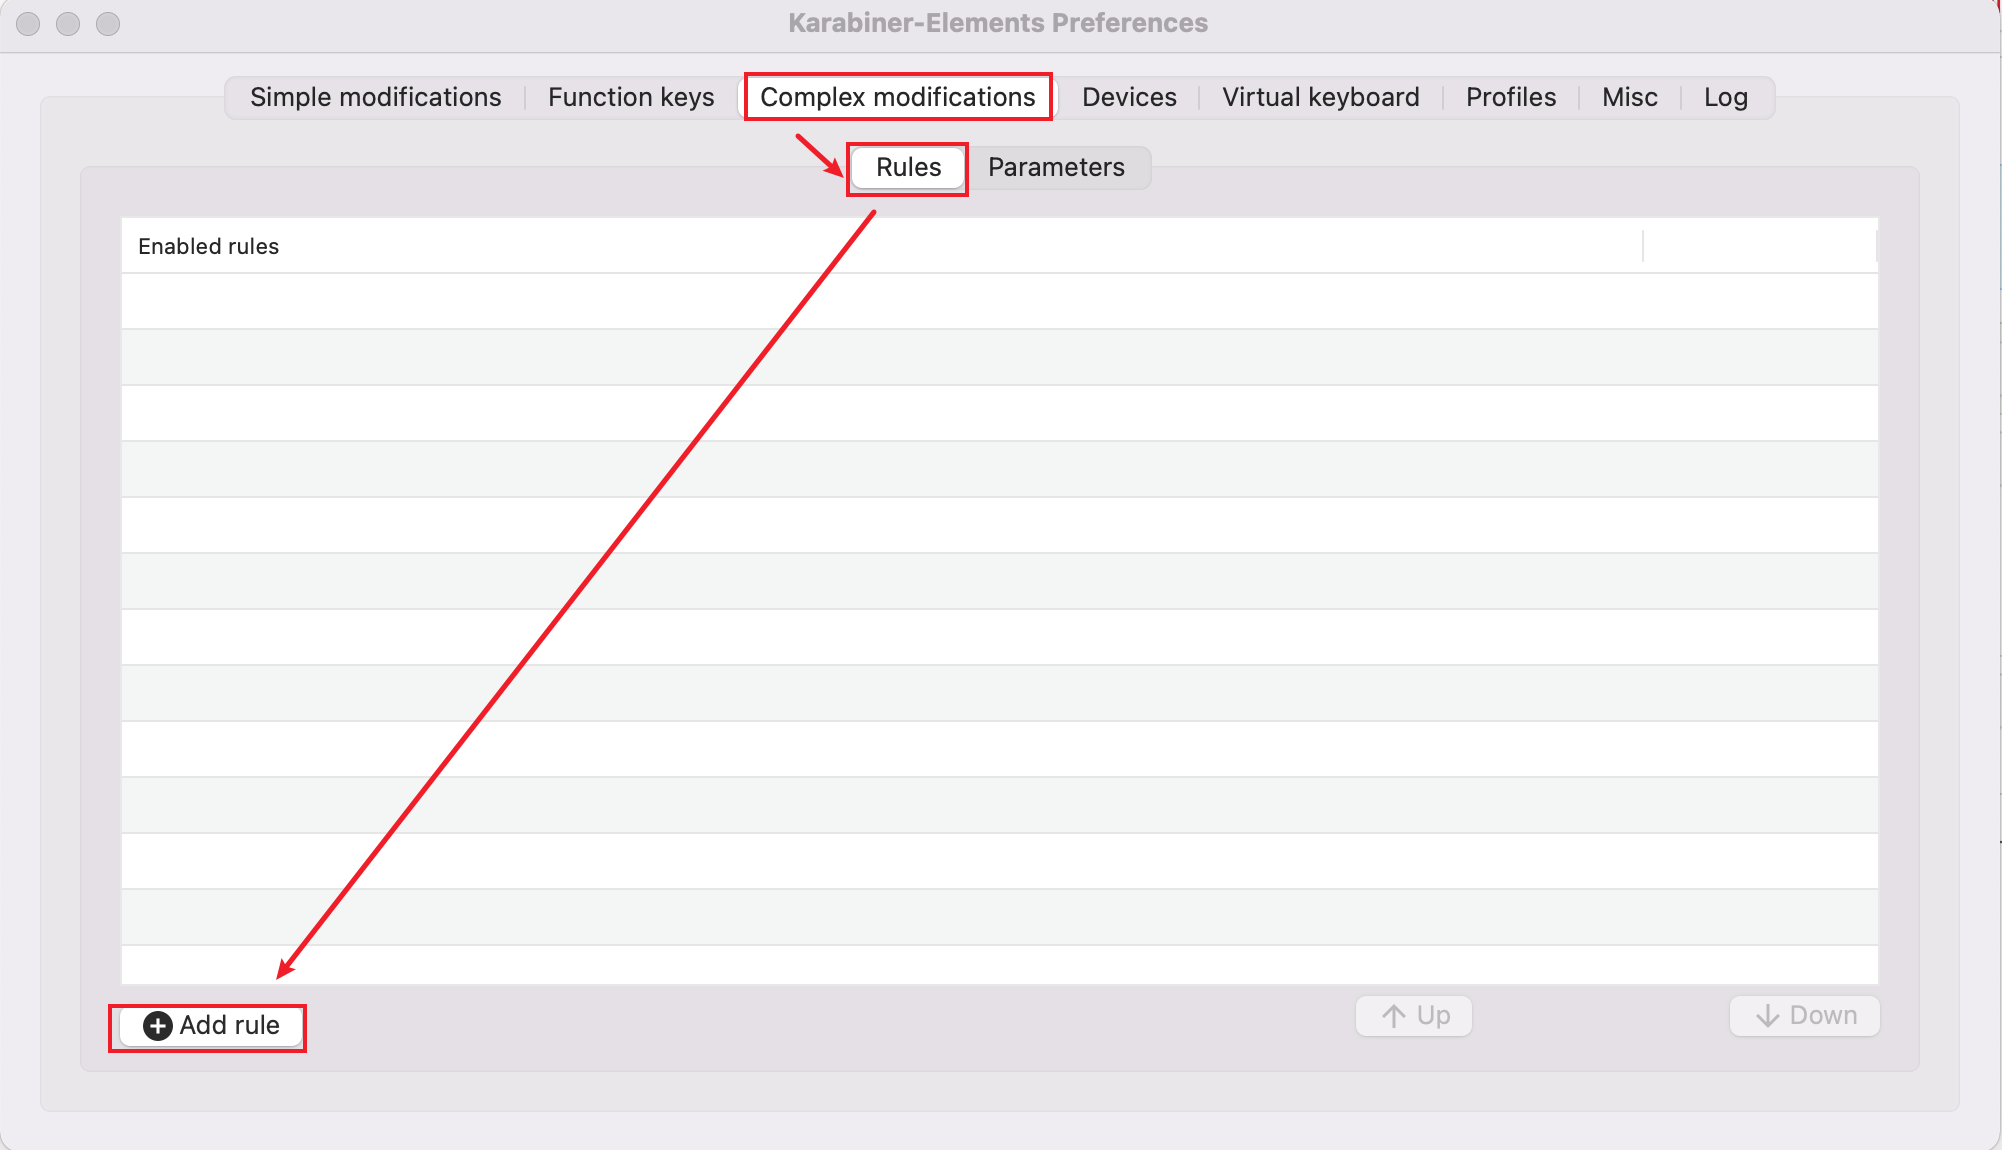 Karabiner-Elements Preferences
Simple modifications Function keys Complex modifications Devices Virtual keyboard Profiles Misc Log
Rules Parameters
Enabled rules
Add rule Up Down